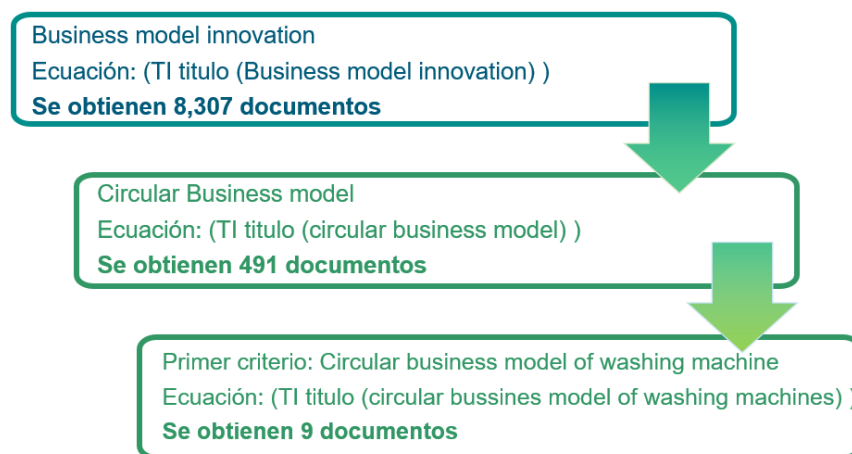 Business model innovation
Ecuación: (TI titulo (Business model innovation) )
Se obtienen 8,307 documentos
Circular Business model
Ecuación: (TI titulo (circular business model) )
Se obtienen 491 documentos
Primer criterio: Circular business model of washing machine
Ecuación: (TI titulo (circular bussines model of washing machines) )
Se obtienen 9 documentos